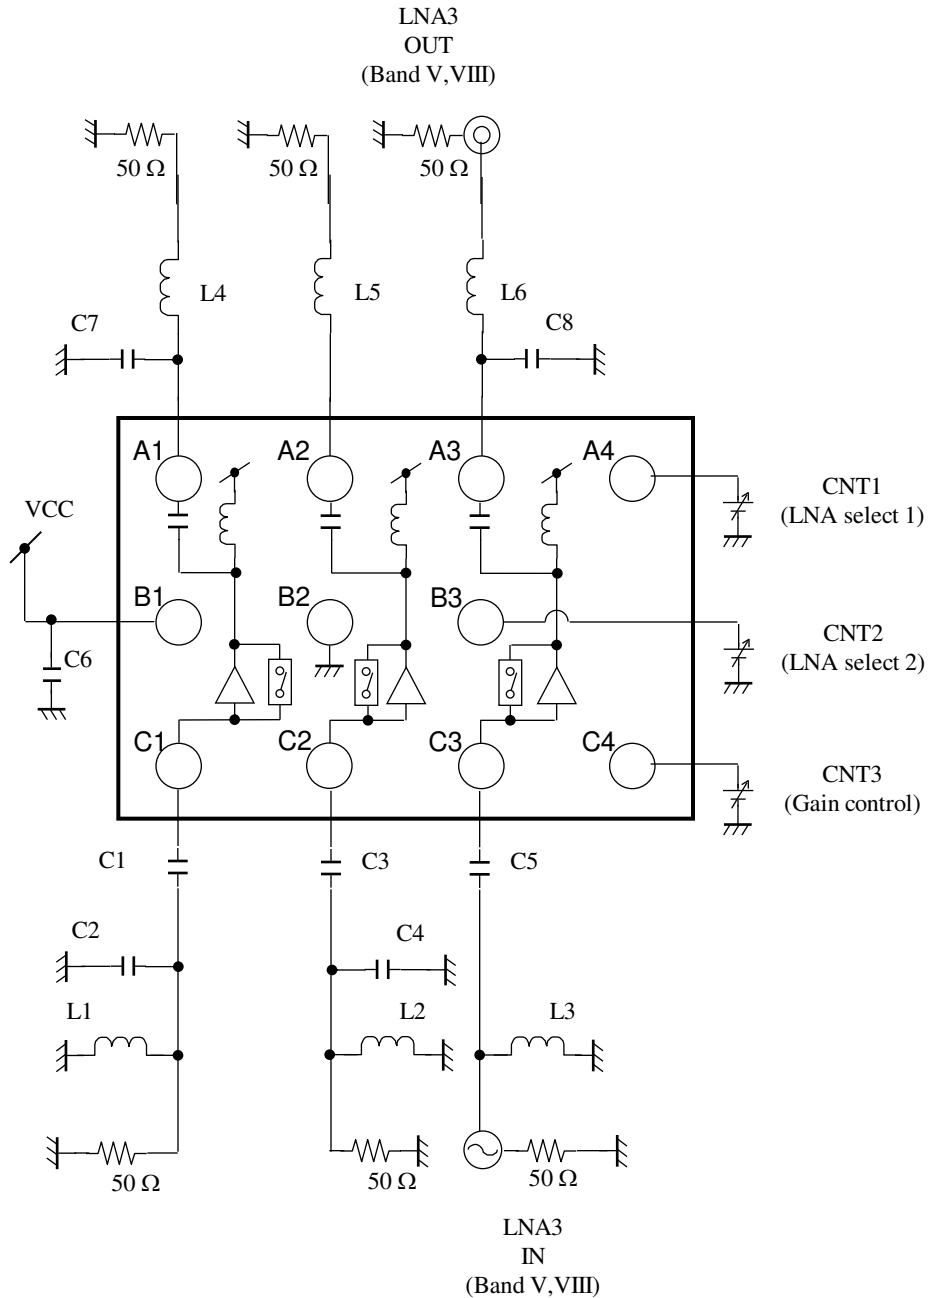 LNA3
OUT
(Band V,VIII)
50 Ω
50 Ω
50 Ω
L4
L5
L6
C7
C8
A1
A2
A3
A4
CNT1
(LNA select 1)
VCC
B1
B2
B3
CNT2
(LNA select 2)
C6
C1
C2
C3
C4
CNT3
(Gain control)
C1
C3
C5
C2
C4
L1
L2
L3
50 Ω
50 Ω
50 Ω
LNA3
IN
(Band V,VIII)